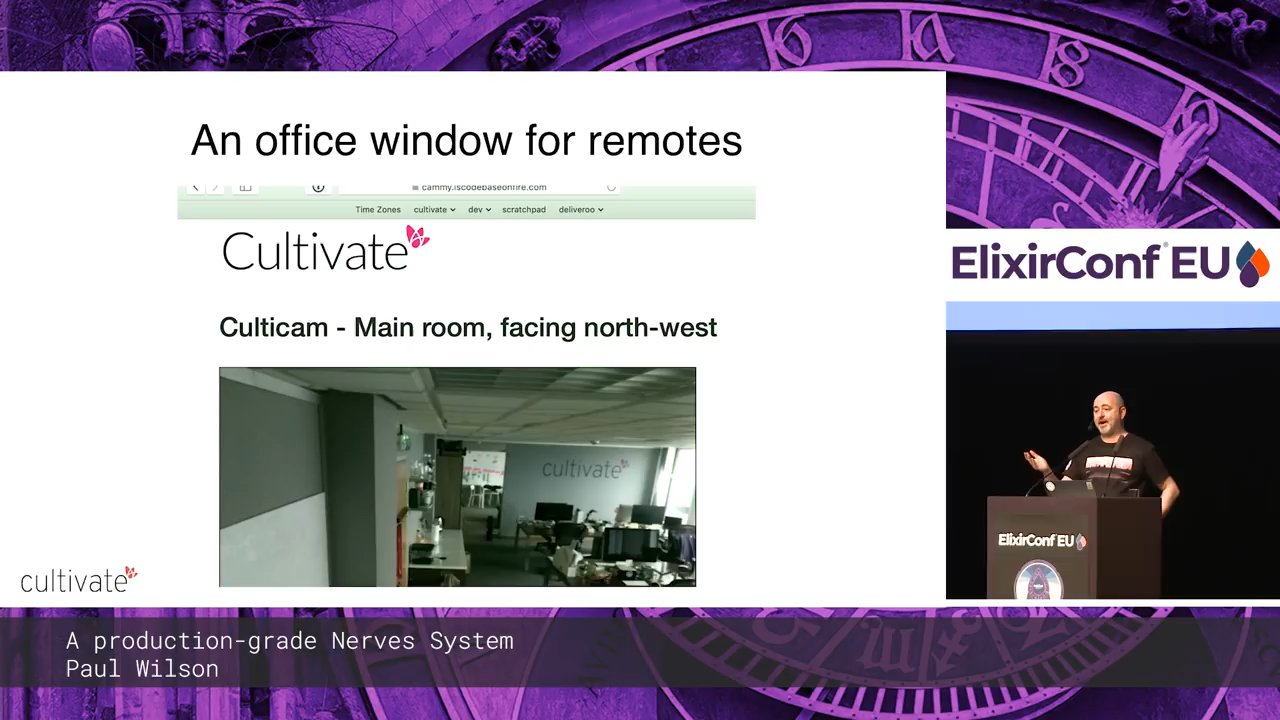 An office window for remotes
cammy.iscodebaseonfire.com
Time Zones cultivate dev scratchpad deliveroo
Cultivate
Culticam - Main room, facing north-west
cultivate
cultivate
ElixirConf® EU
ElixirConf EU
A production-grade Nerves System
Paul Wilson